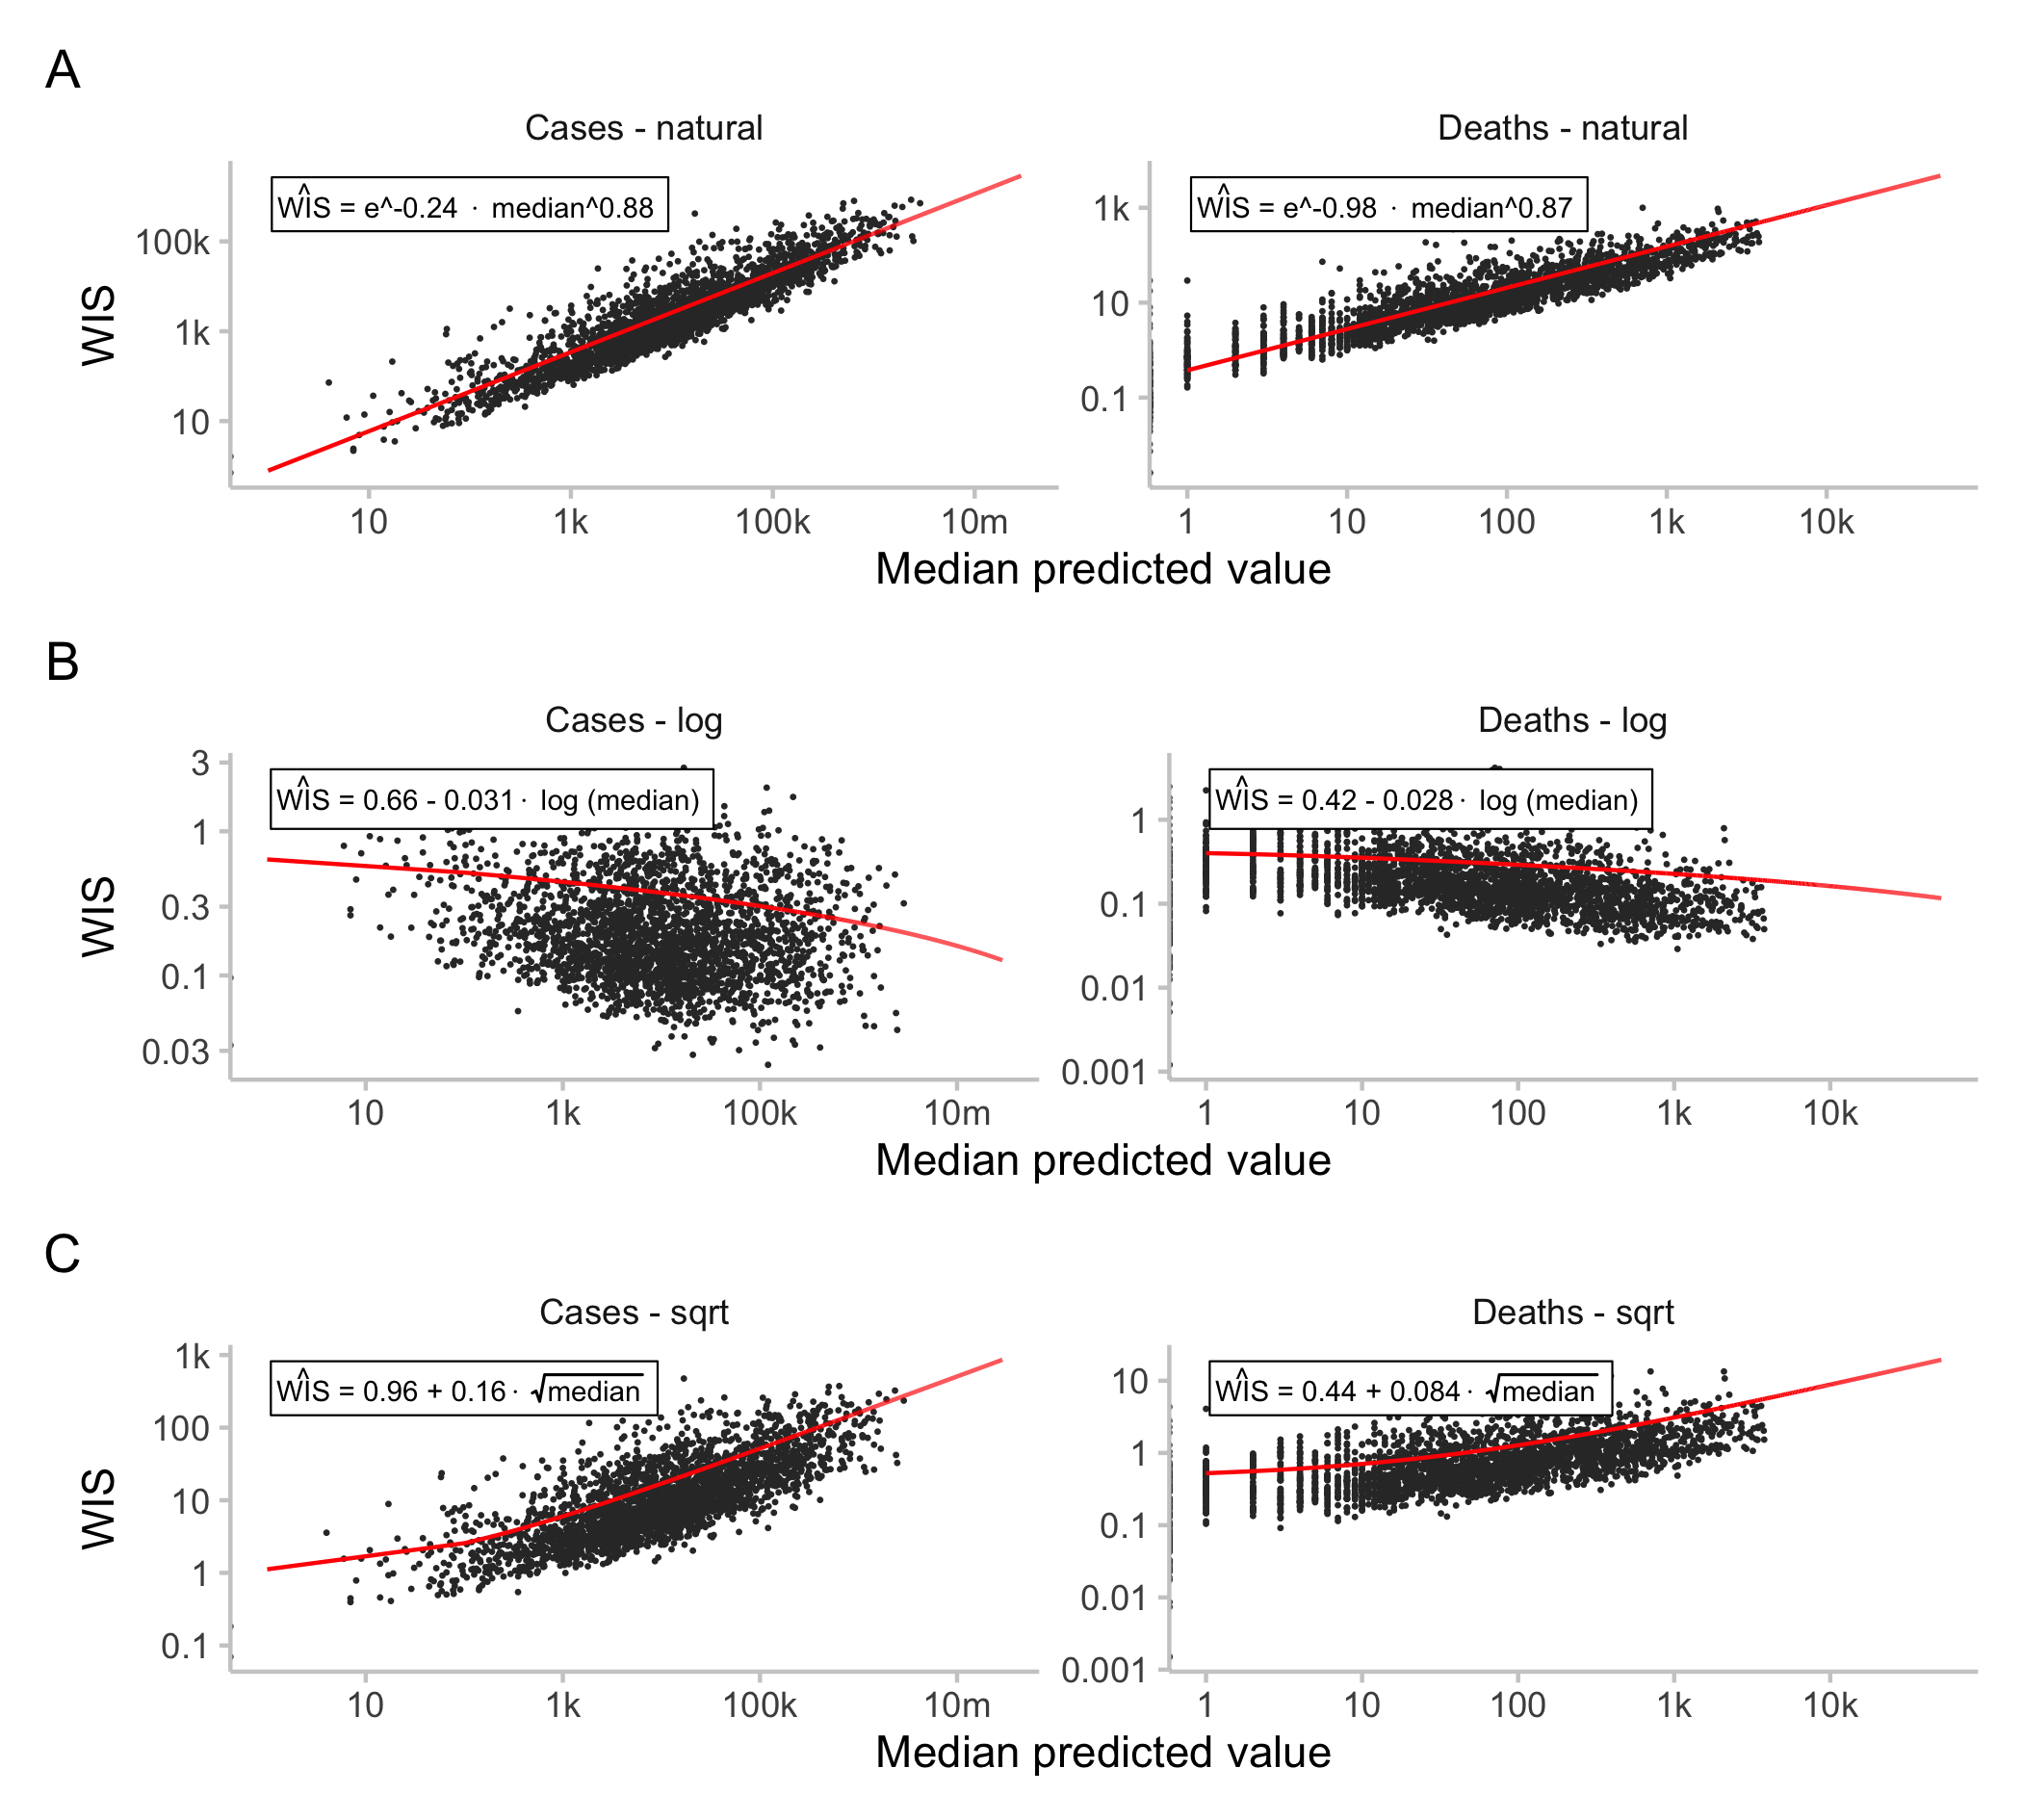 A
Cases - natural
Deaths - natural
WIS
100k
1k
10
ŴIS = e^-0.24 · median^0.88
10
1k
100k
10m
1k
10
0.1
ŴIS = e^-0.98 · median^0.87
1
10
100
1k
10k
Median predicted value
B
Cases - log
Deaths - log
WIS
3
1
0.3
0.1
0.03
ŴIS = 0.66 - 0.031 · log (median)
10
1k
100k
10m
1
0.1
0.01
0.001
ŴIS = 0.42 - 0.028 · log (median)
1
10
100
1k
10k
Median predicted value
C
Cases - sqrt
Deaths - sqrt
WIS
1k
100
10
1
0.1
ŴIS = 0.96 + 0.16 · √median
10
1k
100k
10m
10
1
0.1
0.01
0.001
ŴIS = 0.44 + 0.084 · √median
1
10
100
1k
10k
Median predicted value